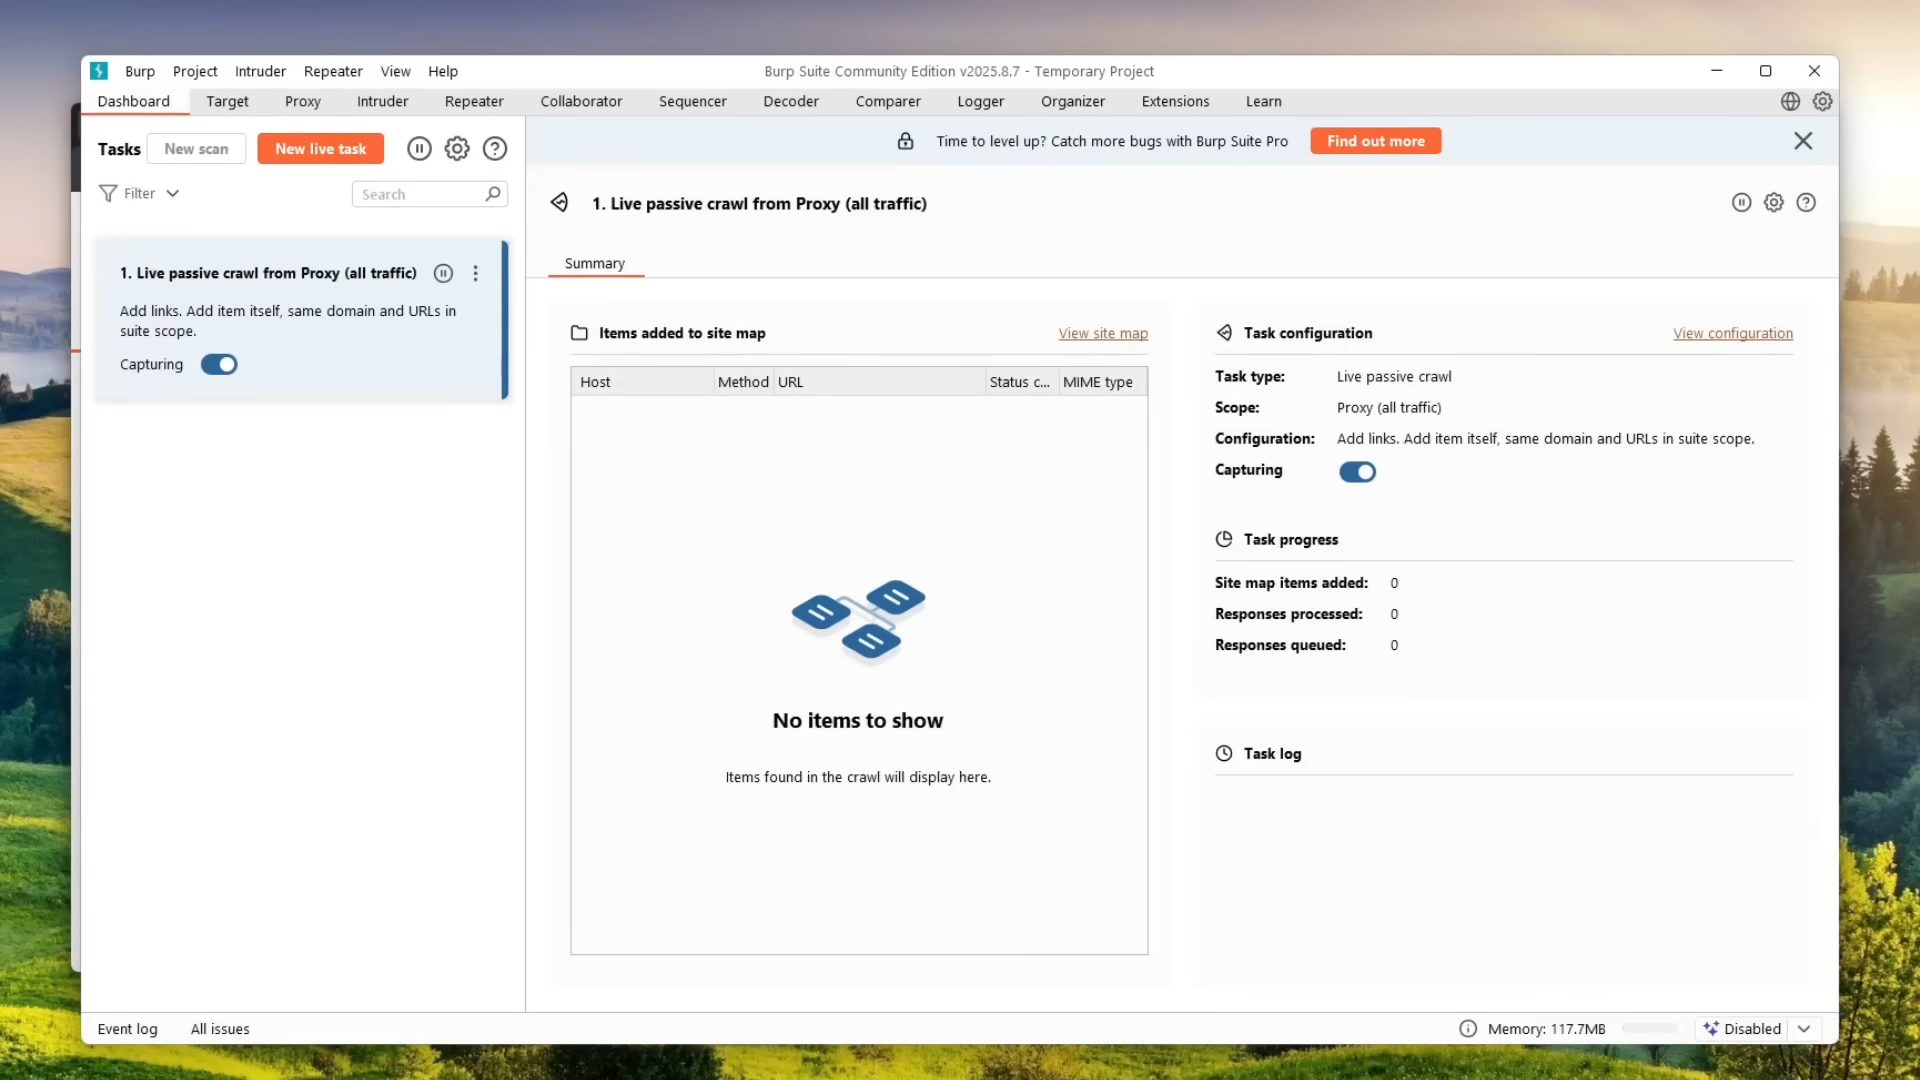 Burp Project Intruder Repeater View Help Burp Suite Community Edition v2025.8.7 - Temporary Project
Dashboard Target Proxy Intruder Repeater Collaborator Sequencer Decoder Comparer Logger Organizer Extensions Learn
Tasks New scan New live task
Filter Search
1. Live passive crawl from Proxy (all traffic)
Add links. Add item itself, same domain and URLs in
suite scope.
Capturing
Time to level up? Catch more bugs with Burp Suite Pro Find out more
1. Live passive crawl from Proxy (all traffic)
Summary
Items added to site map View site map
Host Method URL Status c... MIME type
No items to show
Items found in the crawl will display here.
Task configuration View configuration
Task type: Live passive crawl
Scope: Proxy (all traffic)
Configuration: Add links. Add item itself, same domain and URLs in suite scope.
Capturing
Task progress
Site map items added: 0
Responses processed: 0
Responses queued: 0
Task log
Event log All issues Memory: 117.7MB Disabled